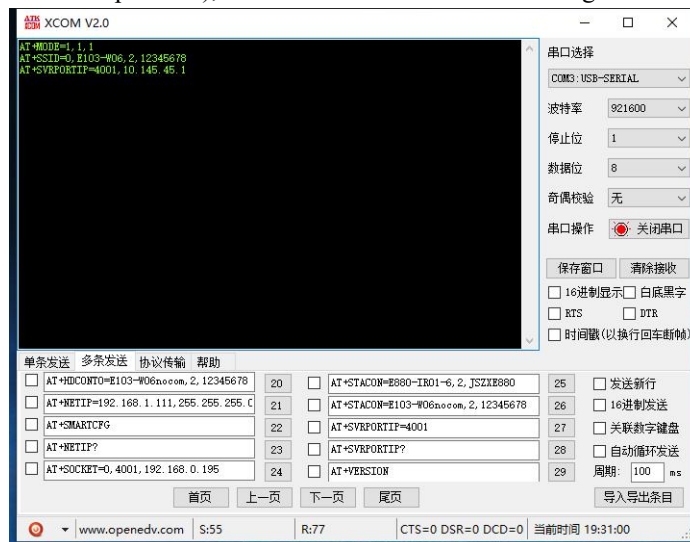 XCOM V2.0
AT+MODE=1,1,1
AT+SSID=0,E103-W06,2,12345678
AT+SVRPORTIP=4001,10.145.45.1
串口选择
COM3:USB-SERIAL
波特率 921600
停止位 1
数据位 8
奇偶校验 无
串口操作 关闭串口
保存窗口 清除接收
16进制显示 白底黑字
RTS DTR
时间戳(以换行回车断帧)
单条发送 多条发送 协议传输 帮助
AT+HDCONTO=E103-W06nocom,2,12345678 20 AT+STACON=E880-IR01-6,2,JSZXE880 25 发送新行
AT+NETIP=192.168.1.111,255.255.255.0 21 AT+STACON=E103-W06nocom,2,12345678 26 16进制发送
AT+SMARTCFG 22 AT+SVRPORTIP=4001 27 关联数字键盘
AT+NETIP? 23 AT+SVRPORTIP? 28 自动循环发送
AT+SOCKET=0,4001,192.168.0.195 24 AT+VERSION 29 周期: 100 ms
首页 上一页 下一页 尾页 导入导出条目
www.openedv.com S:55 R:77 CTS=0 DSR=0 DCD=0 当前时间 19:31:00